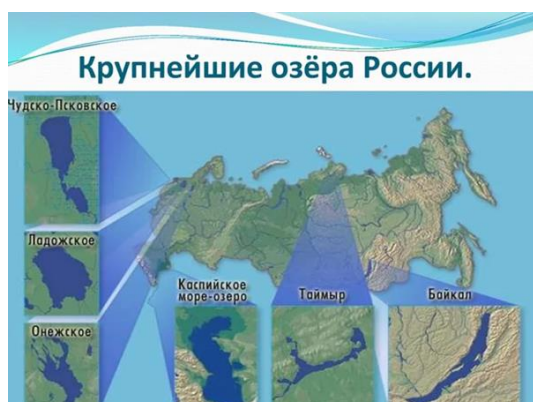 Крупнейшие озёра России.
Чудско-Псковское
Ладожское
Онежское
Каспийское
море-озеро
Таймыр
Байкал